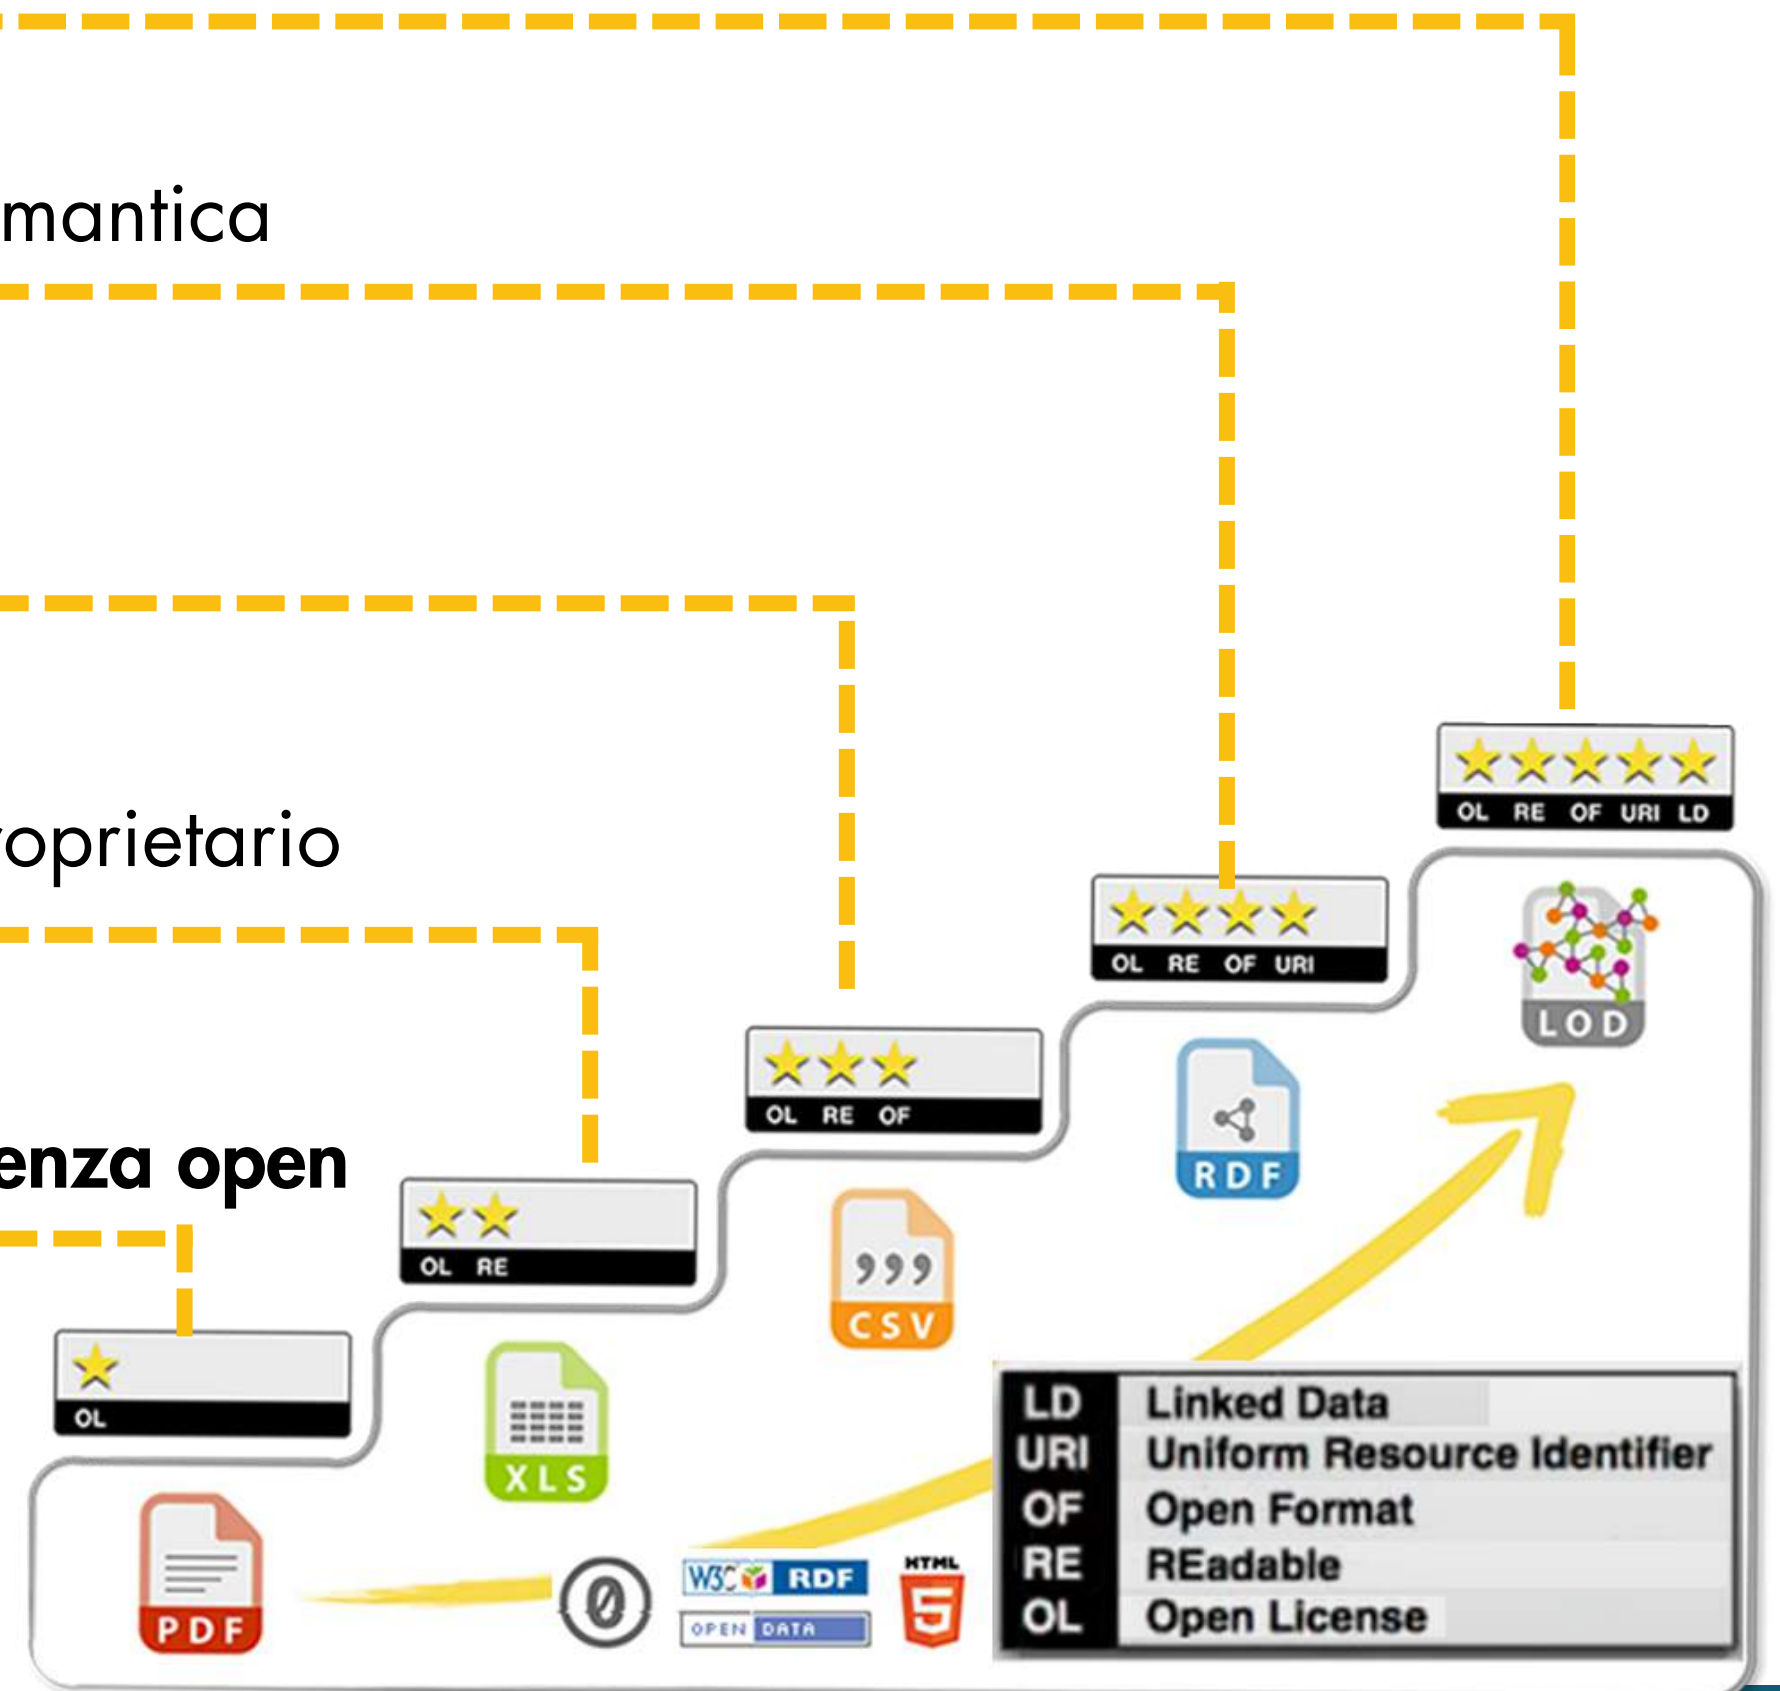 mantica
roprietario
enza open
OL RE OF URI LD
OL RE OF URI
OL RE OF
OL RE
OL
LOD
RDF
CSV
XLS
PDF
W3C RDF
OPEN DATA
HTML
5
LD Linked Data
URI Uniform Resource Identifier
OF Open Format
RE REadable
OL Open License